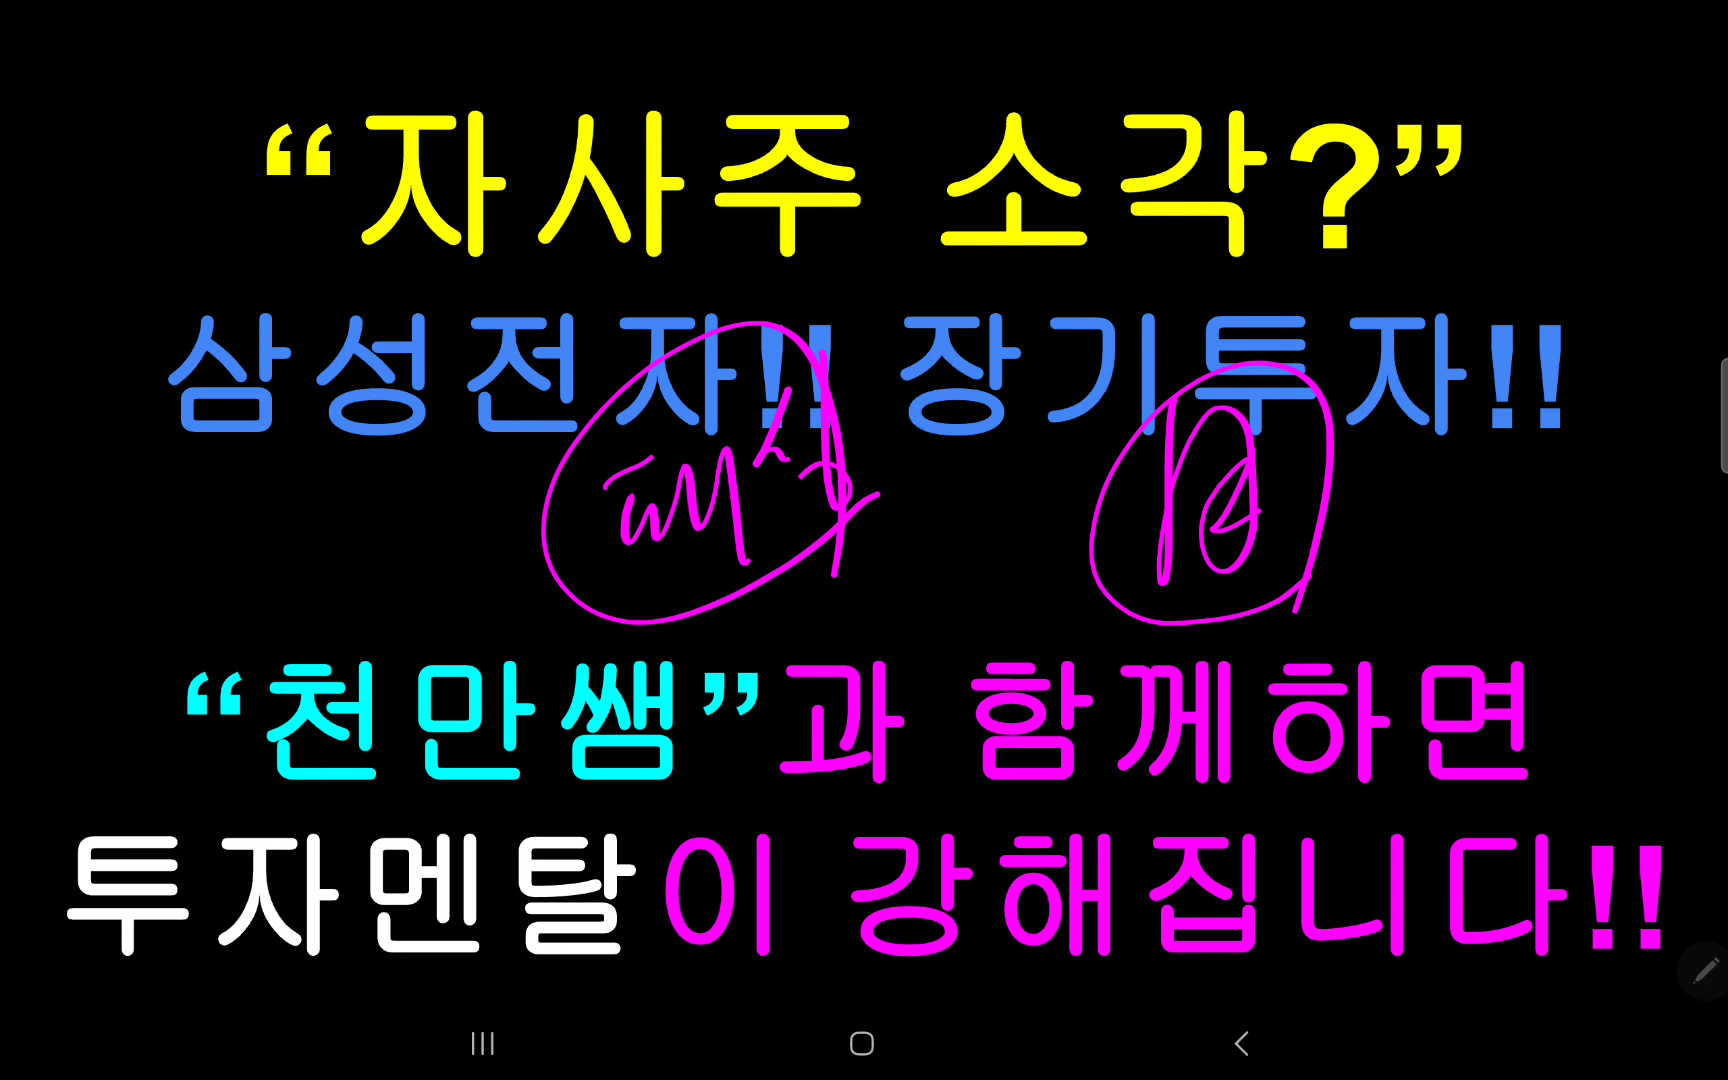 “자사주 소각?”
삼성전자!! 장기투자!!
“천만쌤”과 함께하면
투자멘탈이 강해집니다!!